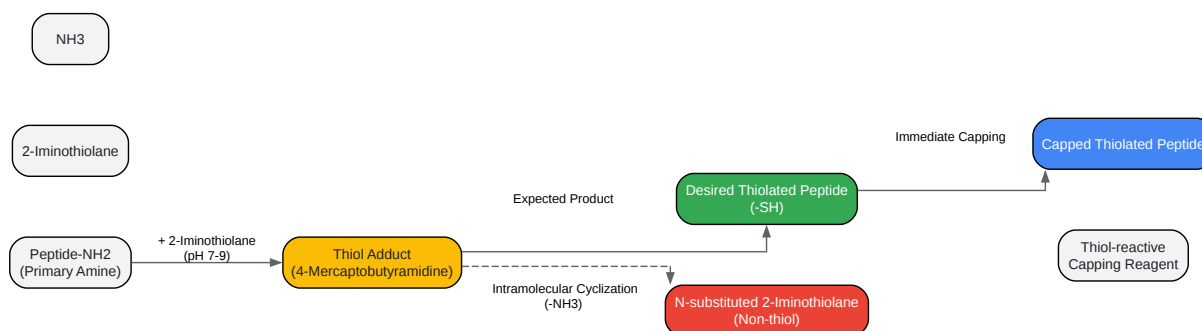 NH3
2-Iminothiolane
Immediate Capping
Capped Thiolated Peptide
Desired Thiolated Peptide
(-SH)
Expected Product
+ 2-Iminothiolane
(pH 7-9)
Peptide-NH2
(Primary Amine)
Thiol Adduct
(4-Mercaptobutyramidine)
Thiol-reactive
Capping Reagent
Intramolecular Cyclization
(-NH3)
N-substituted 2-Iminothiolane
(Non-thiol)